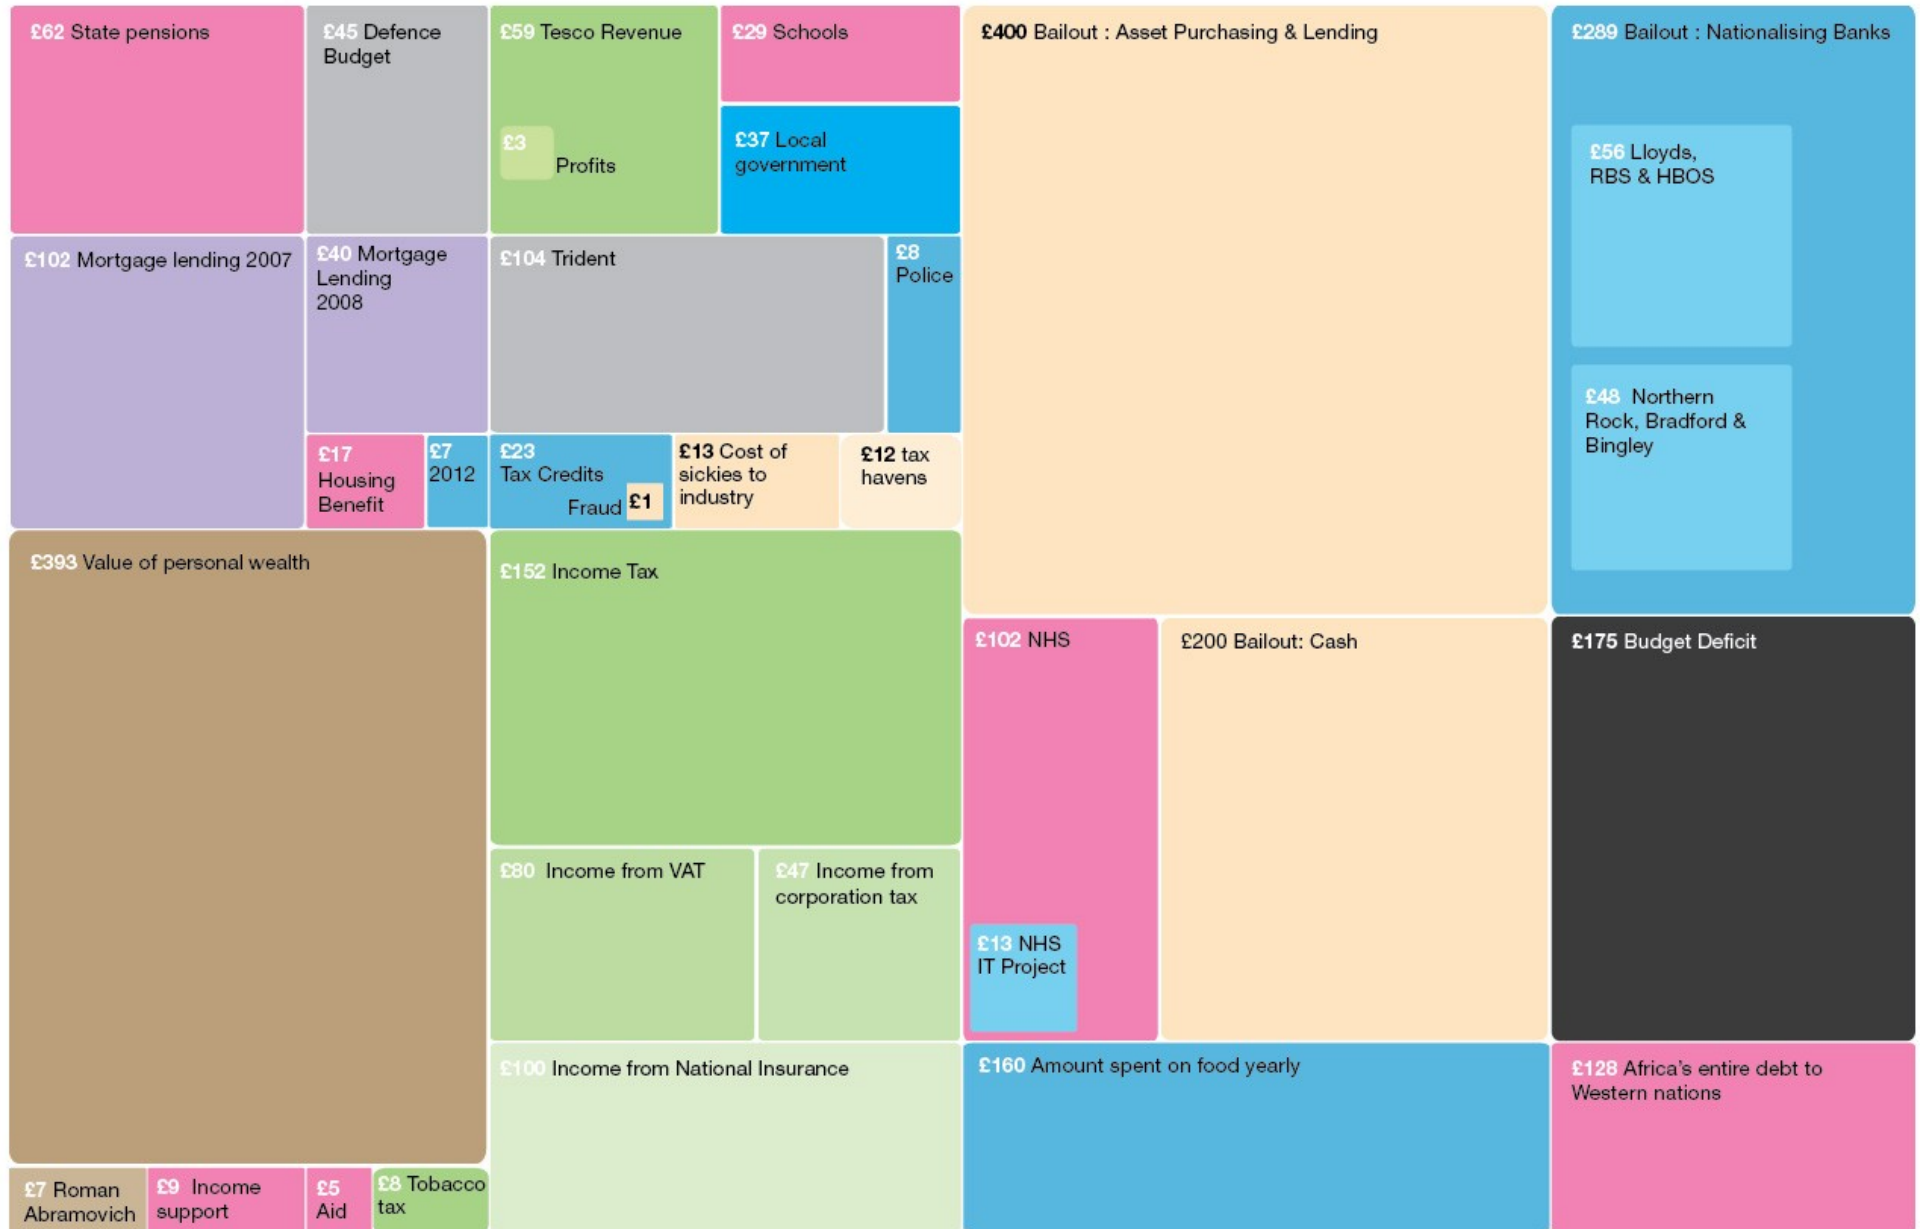 £62 State pensions
£45 Defence
Budget
£59 Tesco Revenue
£3
Profits
£29 Schools
£37 Local
government
£400 Bailout : Asset Purchasing & Lending
£289 Bailout : Nationalising Banks
£56 Lloyds,
RBS & HBOS
£48 Northern
Rock, Bradford &
Bingley
£102 Mortgage lending 2007
£40 Mortgage
Lending
2008
£104 Trident
£8
Police
£17
Housing
Benefit
£7
2012
£23
Tax Credits
Fraud £1
£13 Cost of
sickies to
industry
£12 tax
havens
£393 Value of personal wealth
£152 Income Tax
£102 NHS
£13 NHS
IT Project
£200 Bailout: Cash
£175 Budget Deficit
£80 Income from VAT
£47 Income from
corporation tax
£100 Income from National Insurance
£160 Amount spent on food yearly
£128 Africa's entire debt to
Western nations
£7 Roman
Abramovich
£9 Income
support
£5
Aid
£8 Tobacco
tax